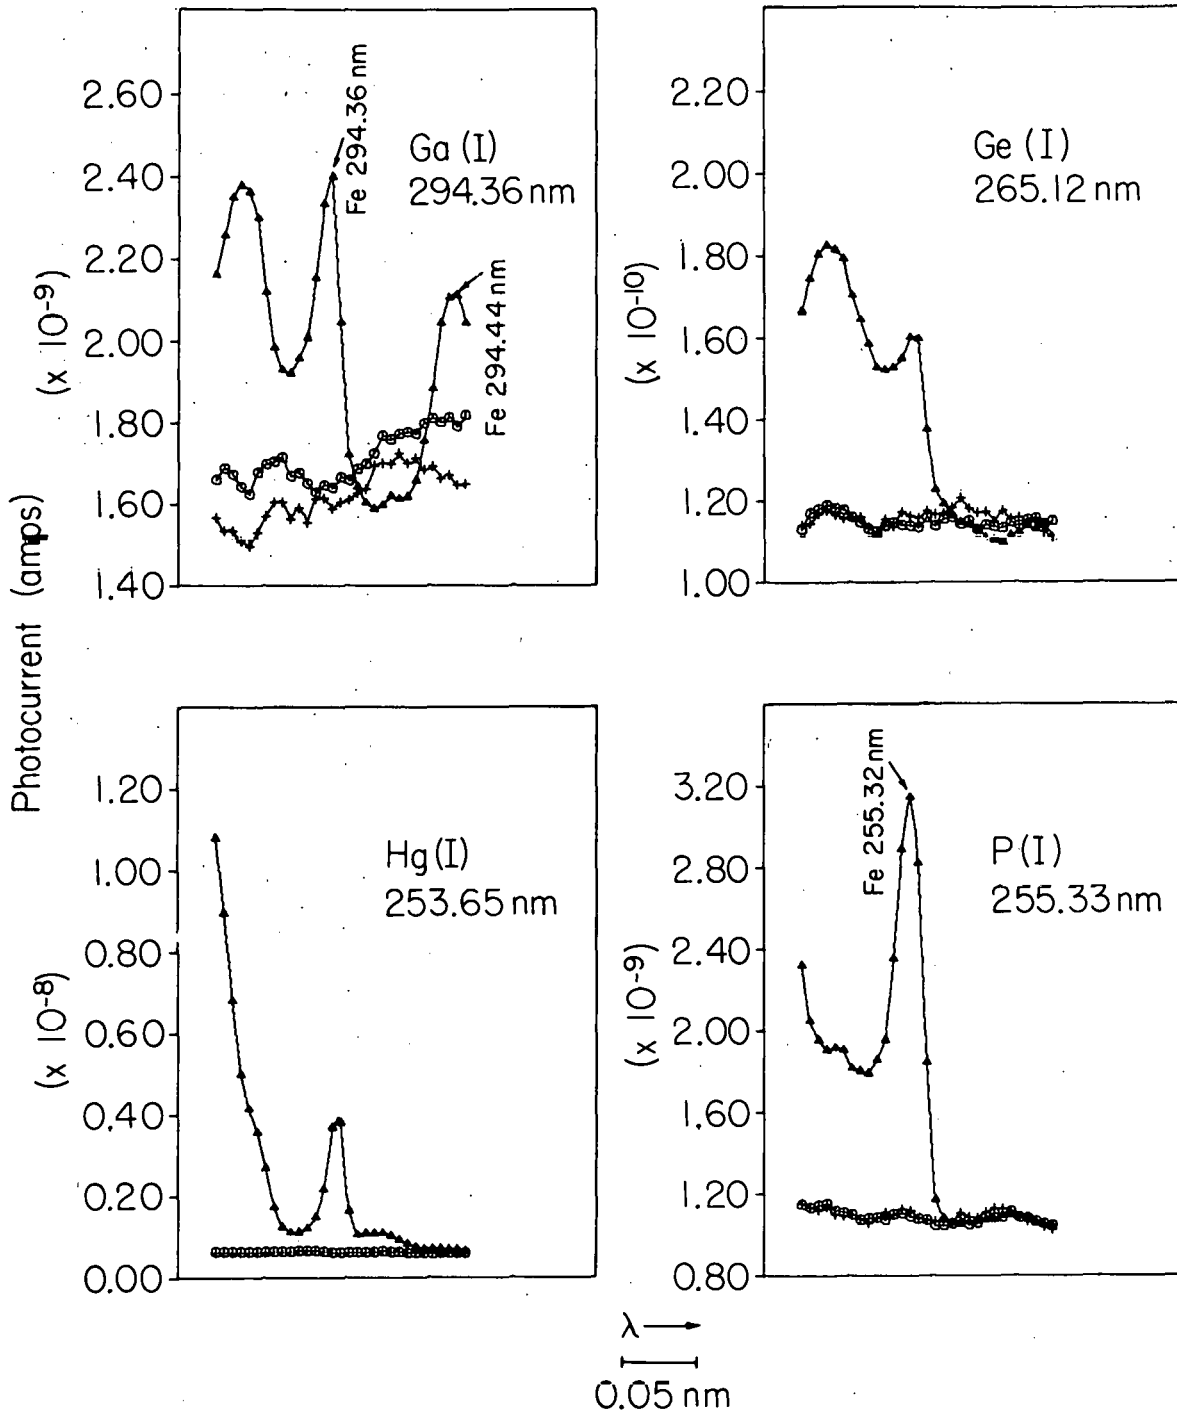 Photocurrent (amps)
(x 10-9)
2.60
2.40
2.20
2.00
1.80
1.60
1.40
Fe 294.36 nm
Ga (I)
294.36 nm
Fe 294.44 nm
(x 10-10)
2.20
2.00
1.80
1.60
1.40
1.20
1.00
Ge (I)
265.12 nm
(x 10-8)
1.20
1.00
0.80
0.60
0.40
0.20
0.00
Hg (I)
253.65 nm
(x 10-9)
3.20
2.80
2.40
2.00
1.60
1.20
0.80
Fe 255.32 nm
P (I)
255.33 nm
λ
0.05 nm